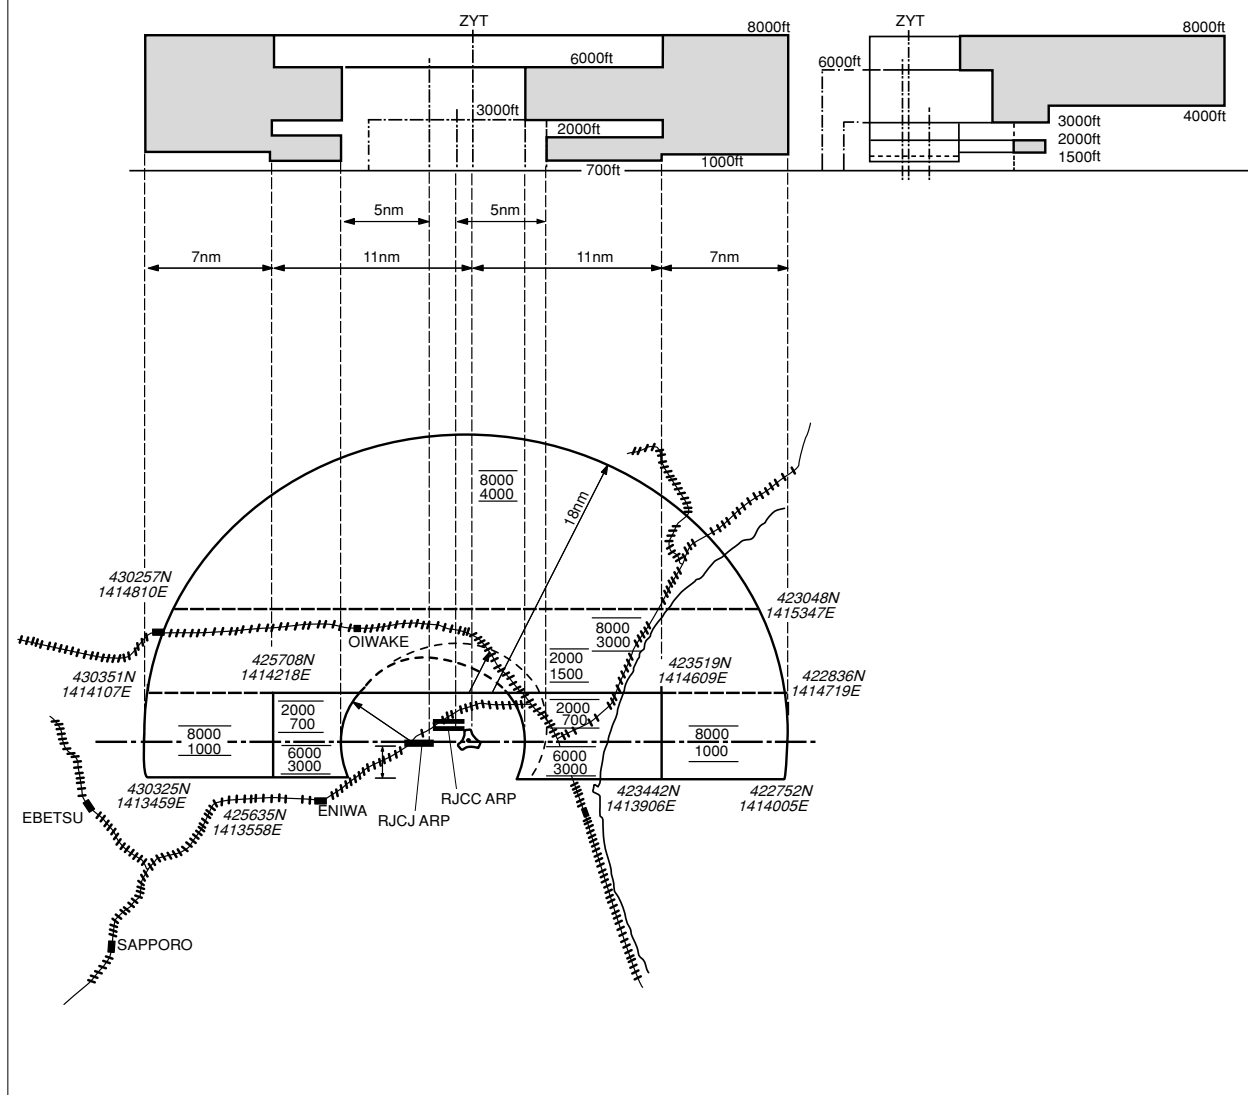 ZYT
8000ft
6000ft
3000ft
2000ft
1000ft
700ft
ZYT
8000ft
6000ft
4000ft
3000ft
2000ft
1500ft
5nm
5nm
7nm
11nm
11nm
7nm
8000
4000
18nm
430257N
1414810E
423048N
1415347E
OIWAKE
8000
3000
2000
1500
430351N
1414107E
425708N
1414218E
423519N
1414609E
422836N
1414719E
8000
1000
2000
700
6000
3000
2000
700
6000
3000
8000
1000
430325N
1413459E
425635N
1413558E
ENIWA
RJCJ ARP
RJCC ARP
423442N
1413906E
422752N
1414005E
EBETSU
SAPPORO